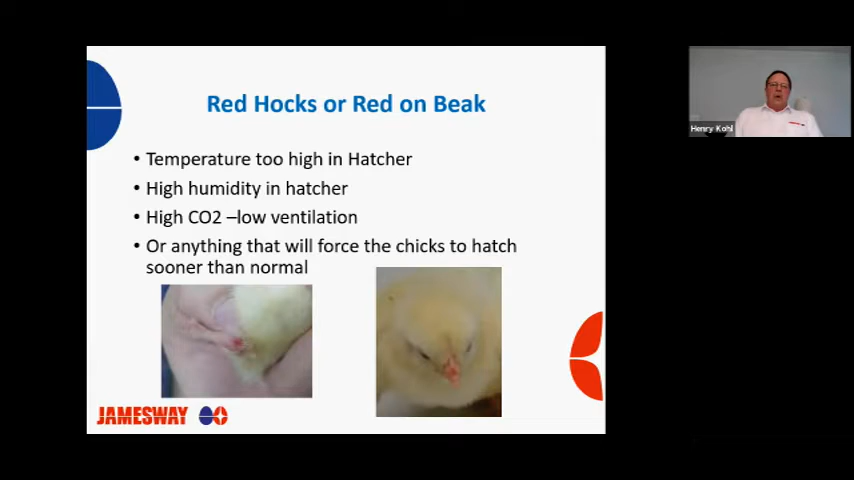 Red Hocks or Red on Beak
• Temperature too high in Hatcher
• High humidity in hatcher
• High CO2 –low ventilation
• Or anything that will force the chicks to hatch
sooner than normal
JAMESWAY
Henry Kohl